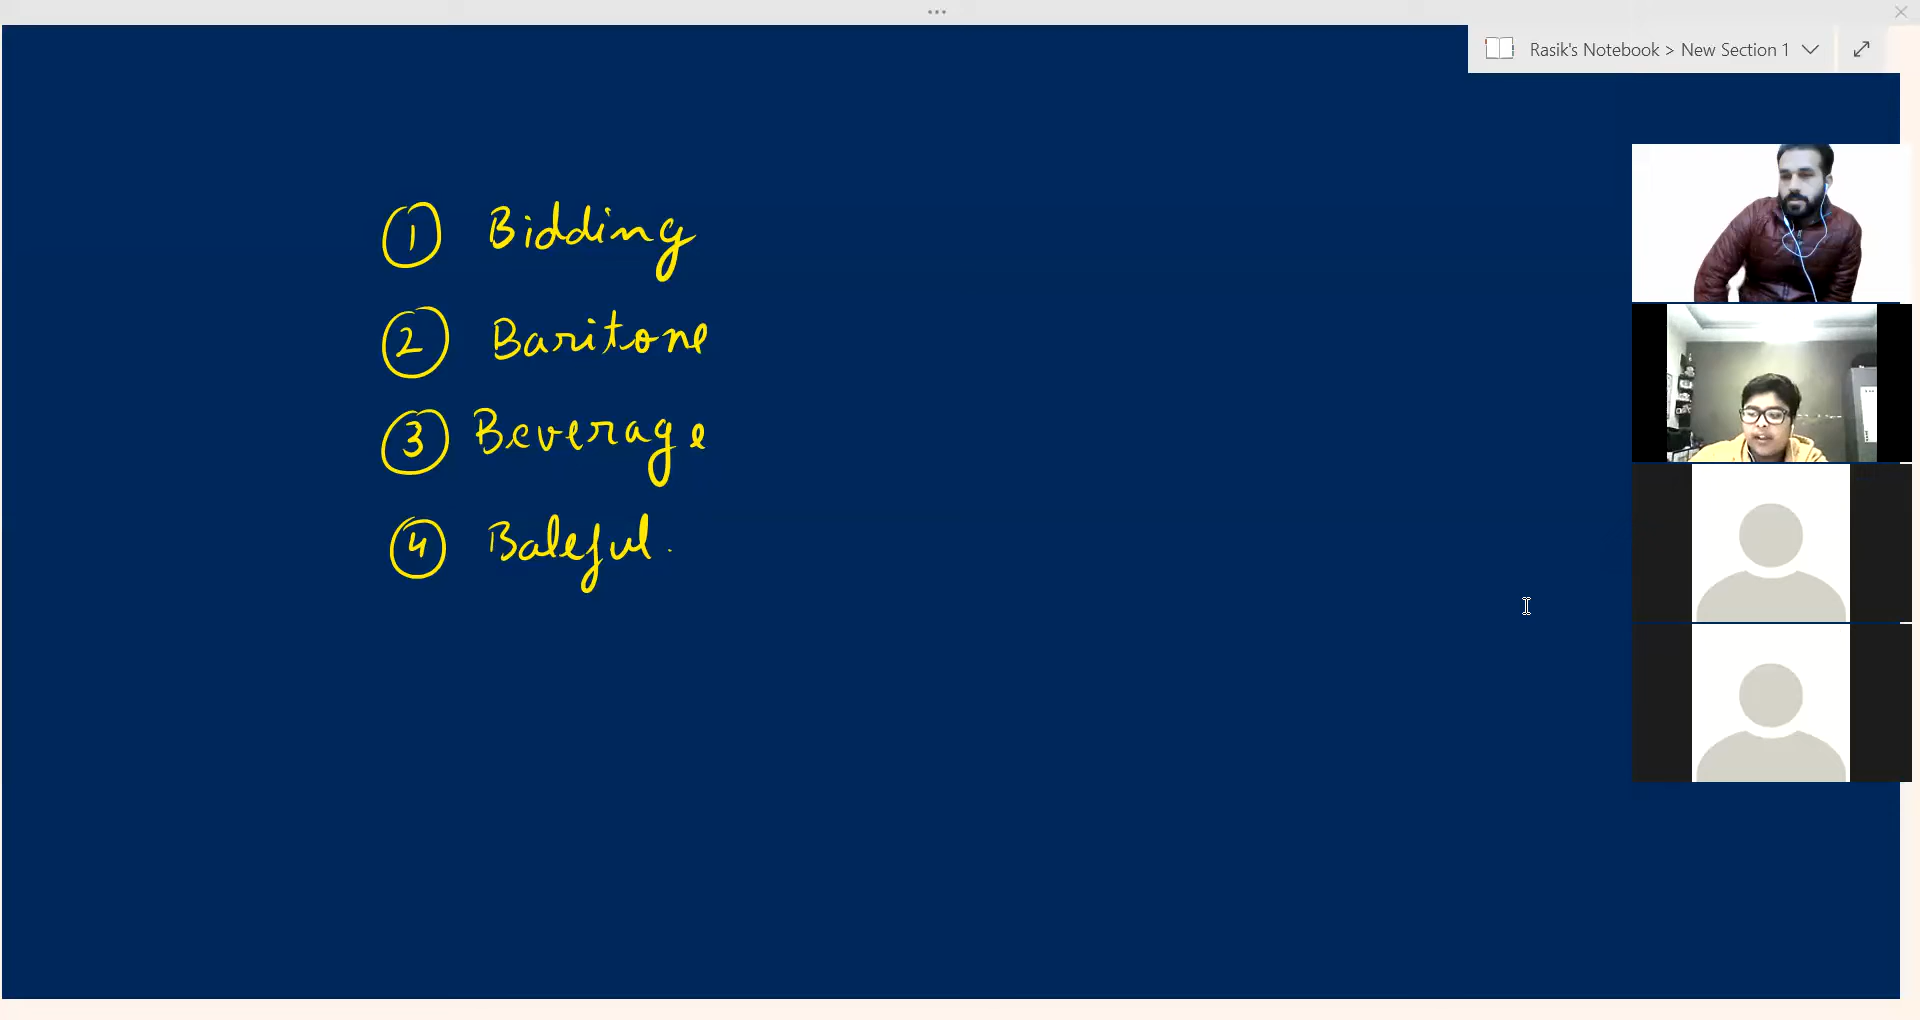 Rasik's Notebook > New Section 1
1 Bidding
2 Baritone
3 Beverage
4 Baleful.